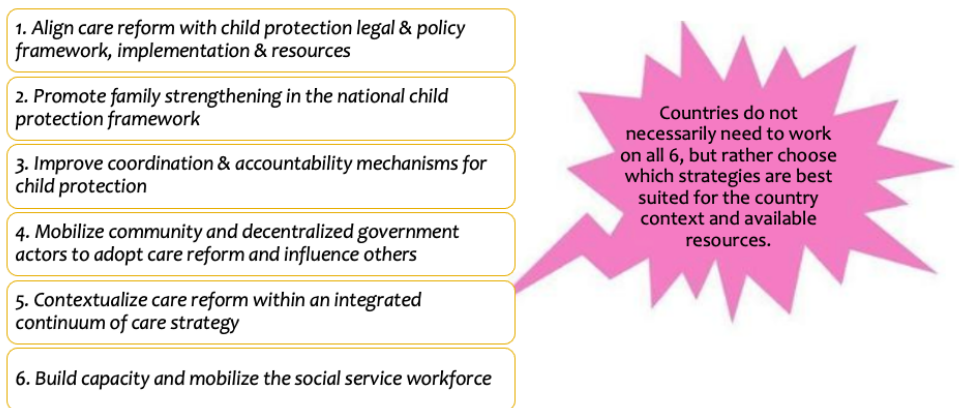 1. Align care reform with child protection legal & policy
framework, implementation & resources
2. Promote family strengthening in the national child
protection framework
3. Improve coordination & accountability mechanisms for
child protection
4. Mobilize community and decentralized government
actors to adopt care reform and influence others
5. Contextualize care reform within an integrated
continuum of care strategy
6. Build capacity and mobilize the social service workforce
Countries do not
necessarily need to work
on all 6, but rather choose
which strategies are best
suited for the country
context and available
resources.